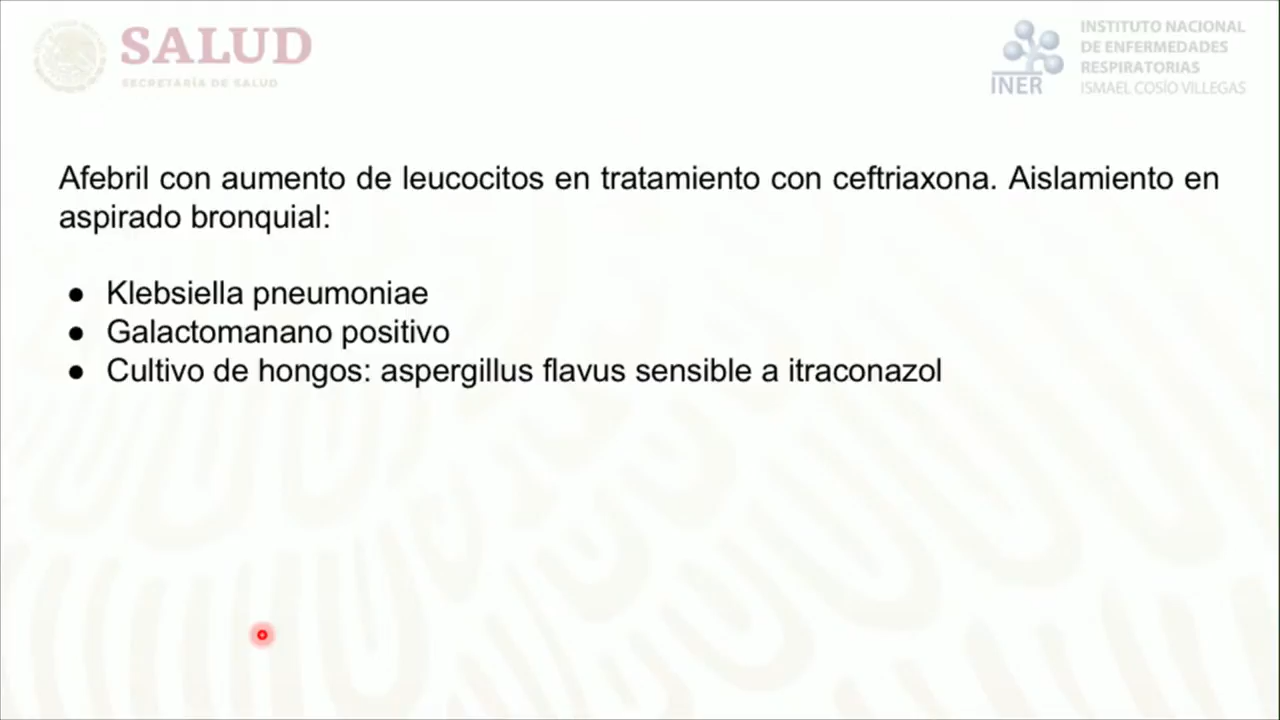 SALUD
SECRETARÍA DE SALUD
INER
INSTITUTO NACIONAL
DE ENFERMEDADES
RESPIRATORIAS
ISMAEL COSÍO VILLEGAS
Afebril con aumento de leucocitos en tratamiento con ceftriaxona. Aislamiento en
aspirado bronquial:
● Klebsiella pneumoniae
● Galactomanano positivo
● Cultivo de hongos: aspergillus flavus sensible a itraconazol